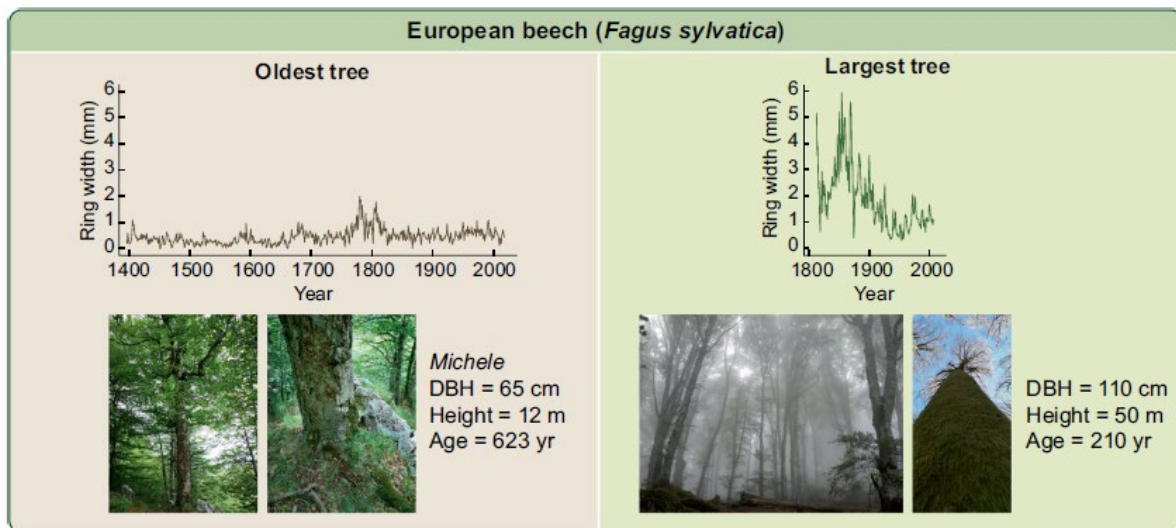 European beech (Fagus sylvatica)
Oldest tree
Ring width (mm)
6
5
4
3
2
1
0
1400 1500 1600 1700 1800 1900 2000
Year
Michele
DBH = 65 cm
Height = 12 m
Age = 623 yr
Largest tree
Ring width (mm)
6
5
4
3
2
1
0
1800 1900 2000
Year
DBH = 110 cm
Height = 50 m
Age = 210 yr